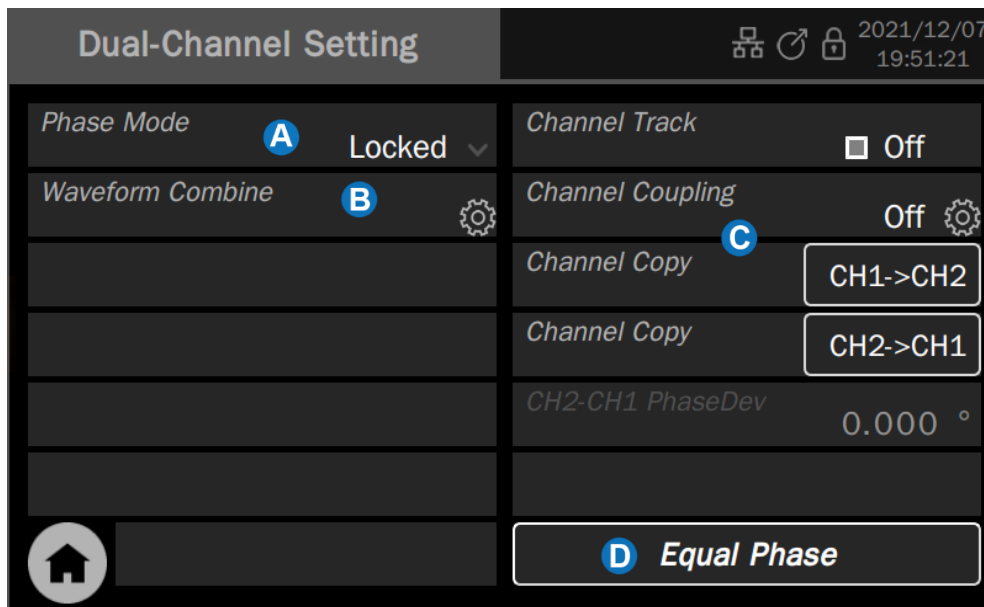 Dual-Channel Setting
2021/12/07
19:51:21
Phase Mode
A
Locked
Waveform Combine
B
Channel Track
Off
Channel Coupling
Off
C
Channel Copy
CH1->CH2
Channel Copy
CH2->CH1
CH2-CH1 PhaseDev
0.000 °
D Equal Phase